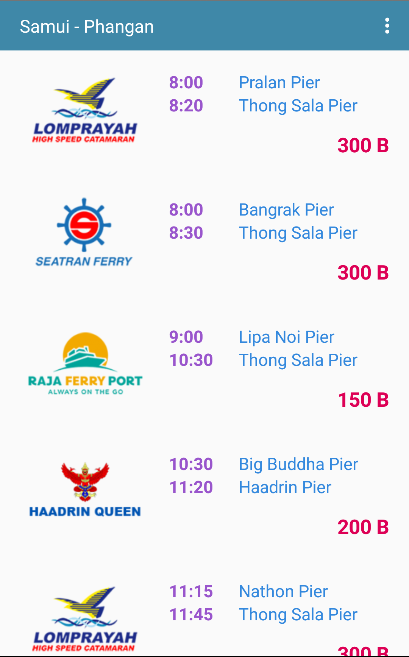 Samui - Phangan
8:00 Pralan Pier
8:20 Thong Sala Pier
LOMPRAYAH
HIGH SPEED CATAMARAN
300 B
8:00 Bangrak Pier
8:30 Thong Sala Pier
S
SEATRAN FERRY
300 B
9:00 Lipa Noi Pier
10:30 Thong Sala Pier
RAJA FERRY PORT
ALWAYS ON THE GO
150 B
10:30 Big Buddha Pier
11:20 Haadrin Pier
HAADRIN QUEEN
200 B
11:15 Nathon Pier
11:45 Thong Sala Pier
LOMPRAYAH
HIGH SPEED CATAMARAN
300 B